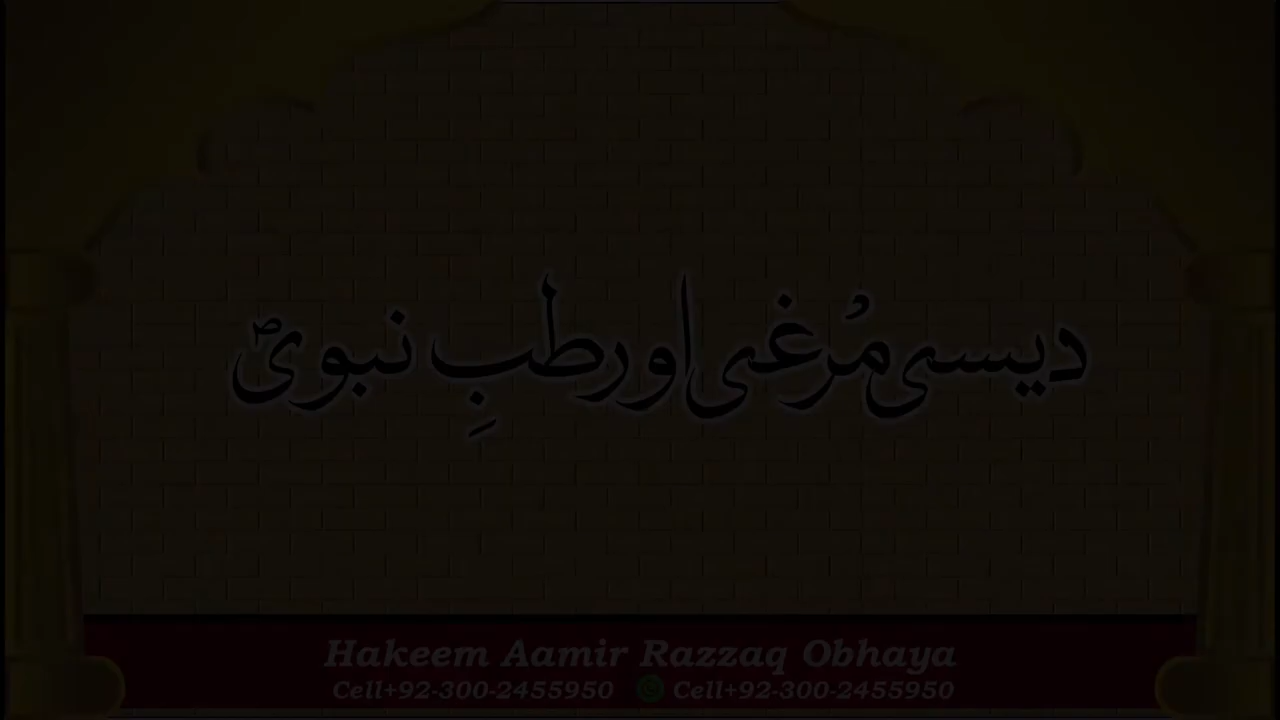 دیسی مُرغی اور طبِ نبویؐ
Hakeem Aamir Razzaq Obhaya
Cell+92-300-2455950 Cell+92-300-2455950